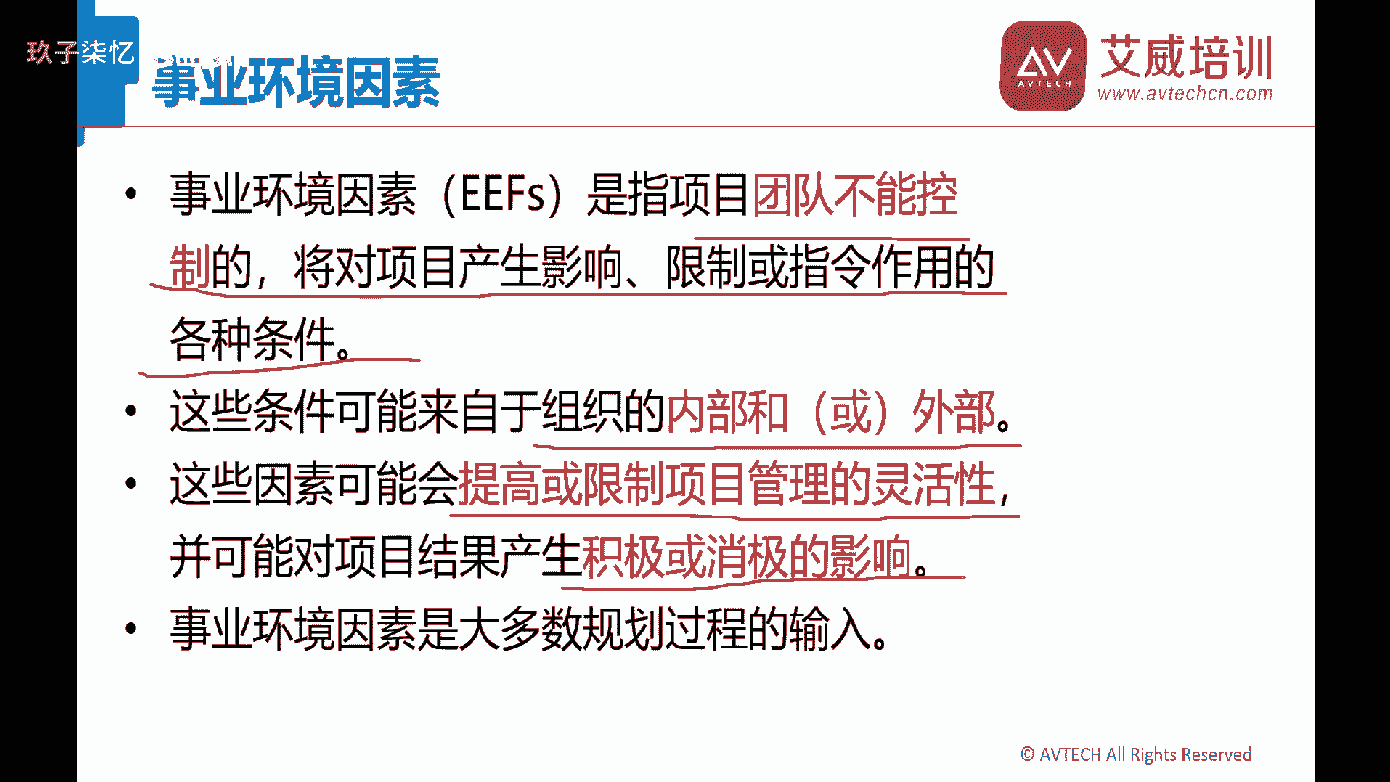 玖子柒忆
事业环境因素
艾威培训
AV
AVTECH
www.avtechcn.com
• 事业环境因素（EEFs）是指项目团队不能控
制的，将对项目产生影响、限制或指令作用的
各种条件。
• 这些条件可能来自于组织的内部和（或）外部。
• 这些因素可能会提高或限制项目管理的灵活性，
并可能对项目结果产生积极或消极的影响。
• 事业环境因素是大多数规划过程的输入。
© AVTECH All Rights Reserved